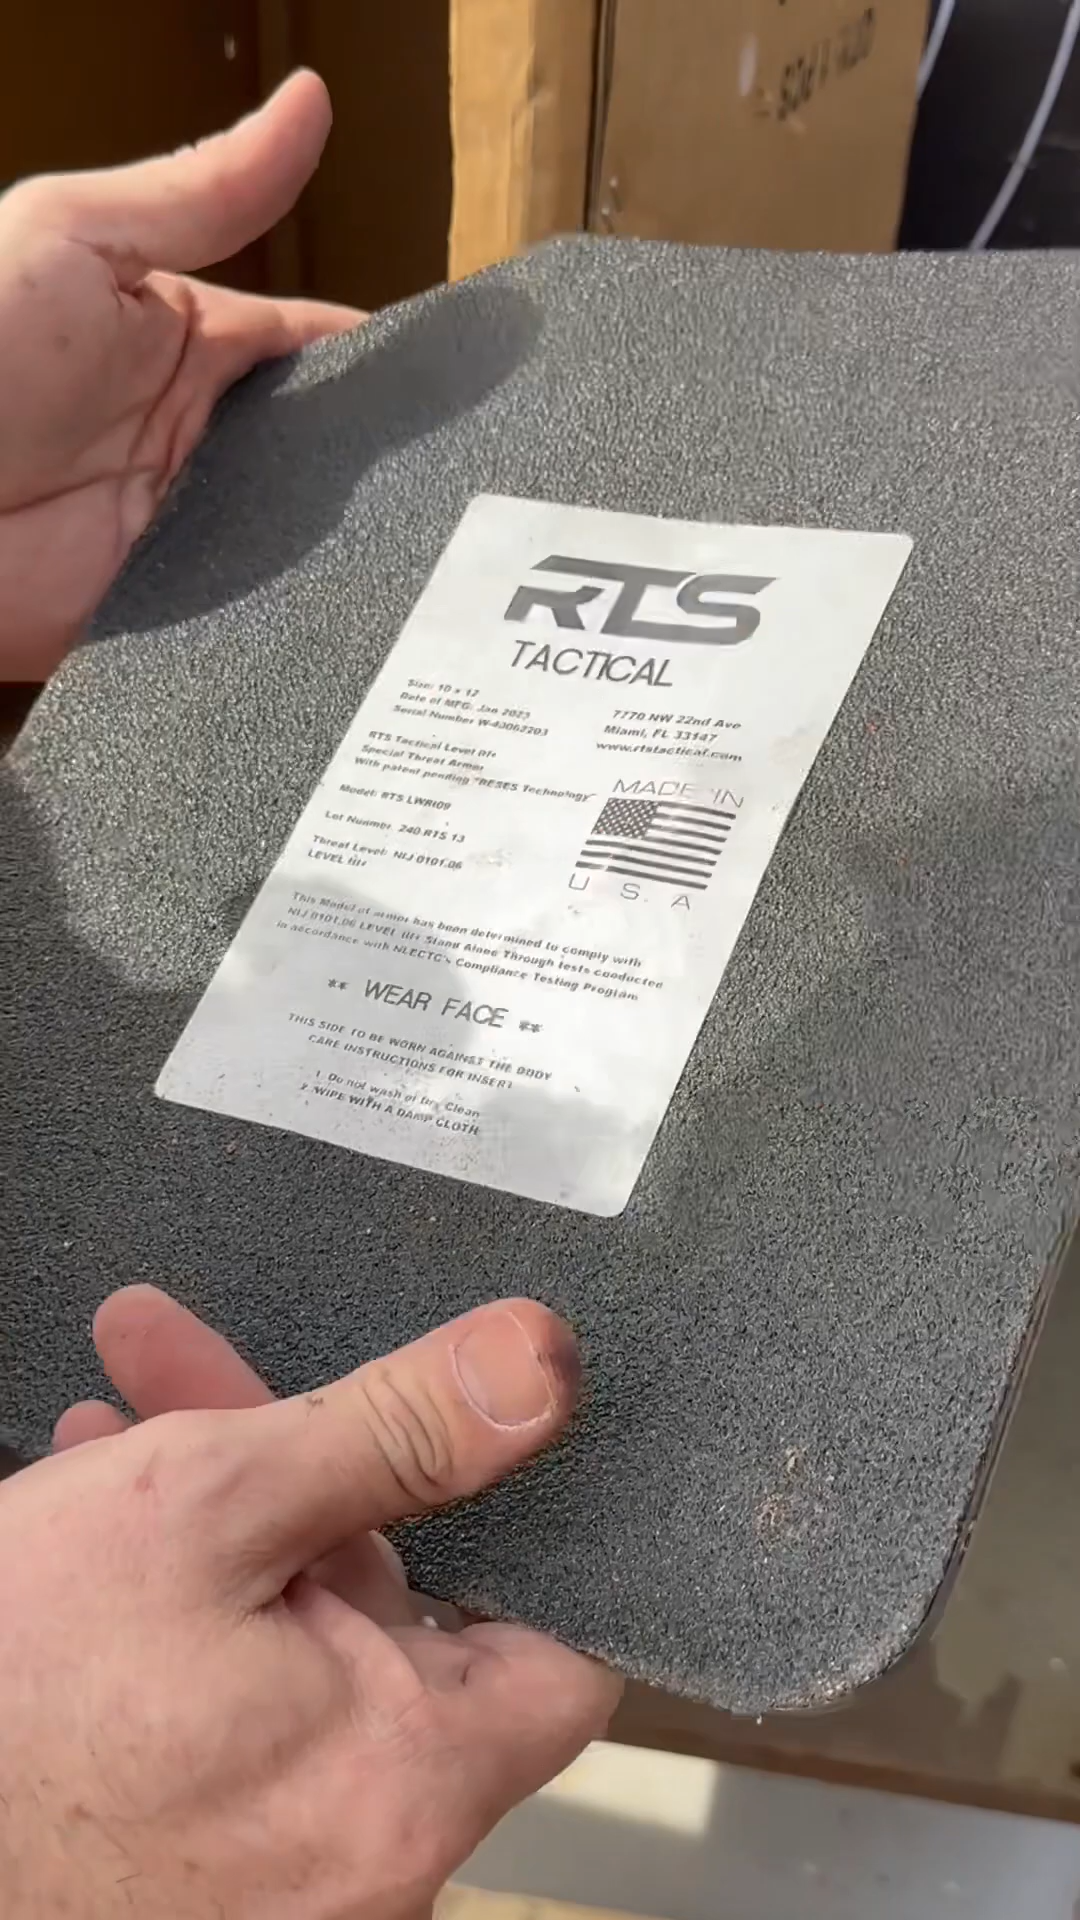 RTS
TACTICAL
Size: 10 x 12
Date of MFG: Jan 2023
Serial Number W-43062203
7770 NW 22nd Ave
Miami, FL 33147
www.rtstactical.com
RTS Tactical Level III+
Special Threat Armor
With patent pending "RESES Technology"
Model: RTS LWRI09
Lot Number 240 RTS 13
Threat Level: NIJ 0101.06
LEVEL III+
MADE IN
U. S. A
This Model of armor has been determined to comply with
NIJ 0101.06 LEVEL III+ Stand Alone Through tests conducted
in accordance with NLECTC's Compliance Testing Program
** WEAR FACE **
THIS SIDE TO BE WORN AGAINST THE BODY
CARE INSTRUCTIONS FOR INSERT
1. Do not wash or Dry Clean
2. WIPE WITH A DAMP CLOTH